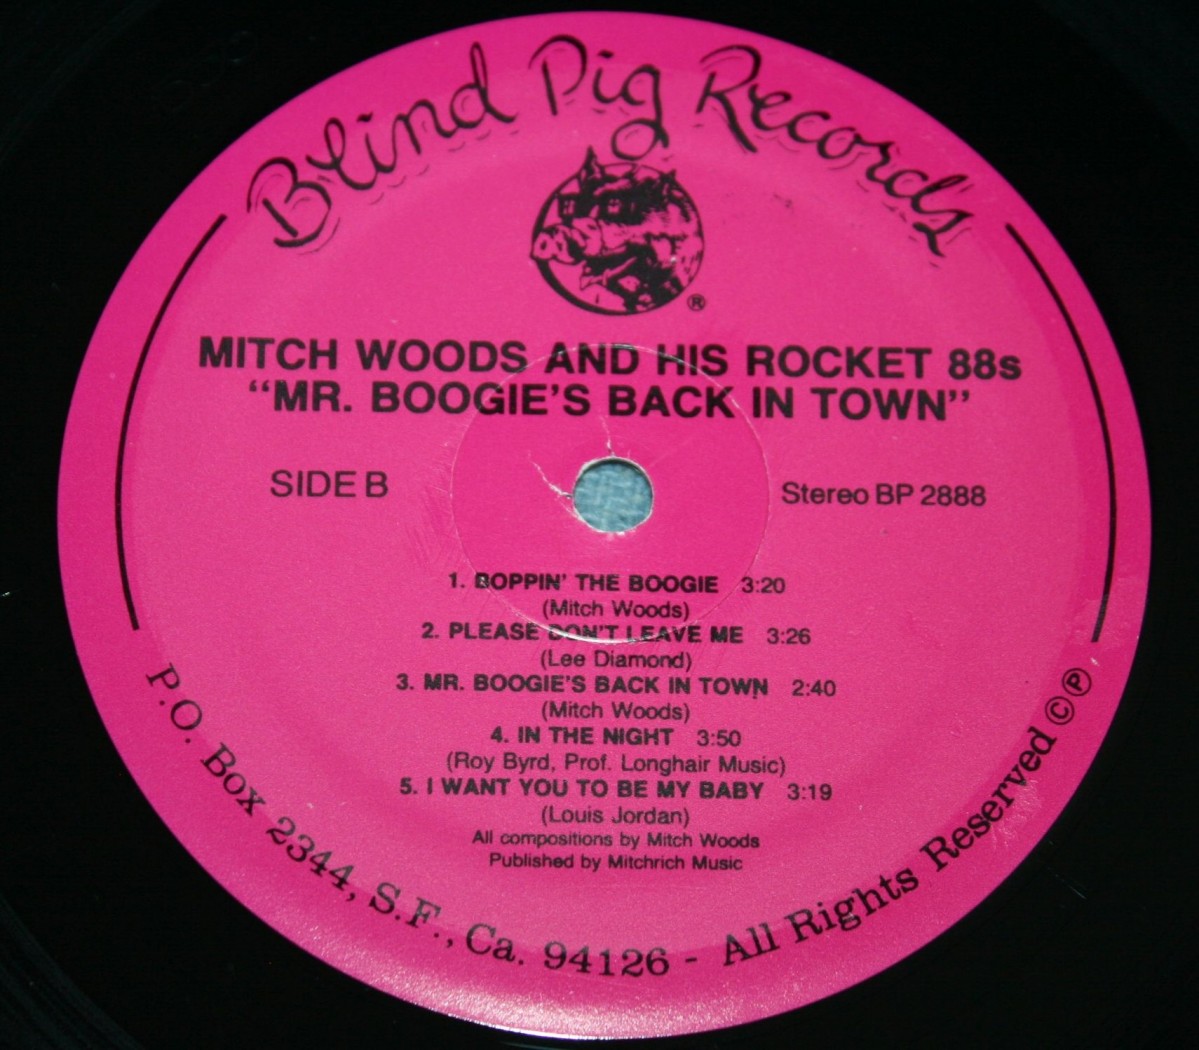 Blind Pig Records
®
MITCH WOODS AND HIS ROCKET 88s
“MR. BOOGIE’S BACK IN TOWN”
SIDE B
Stereo BP 2888
1. BOPPIN’ THE BOOGIE 3:20
(Mitch Woods)
2. PLEASE DON’T LEAVE ME 3:26
(Lee Diamond)
3. MR. BOOGIE’S BACK IN TOWN 2:40
(Mitch Woods)
4. IN THE NIGHT 3:50
(Roy Byrd, Prof. Longhair Music)
5. I WANT YOU TO BE MY BABY 3:19
(Louis Jordan)
All compositions by Mitch Woods
Published by Mitchrich Music
P.O. Box 2344, S.F., Ca. 94126 - All Rights Reserved © ℗